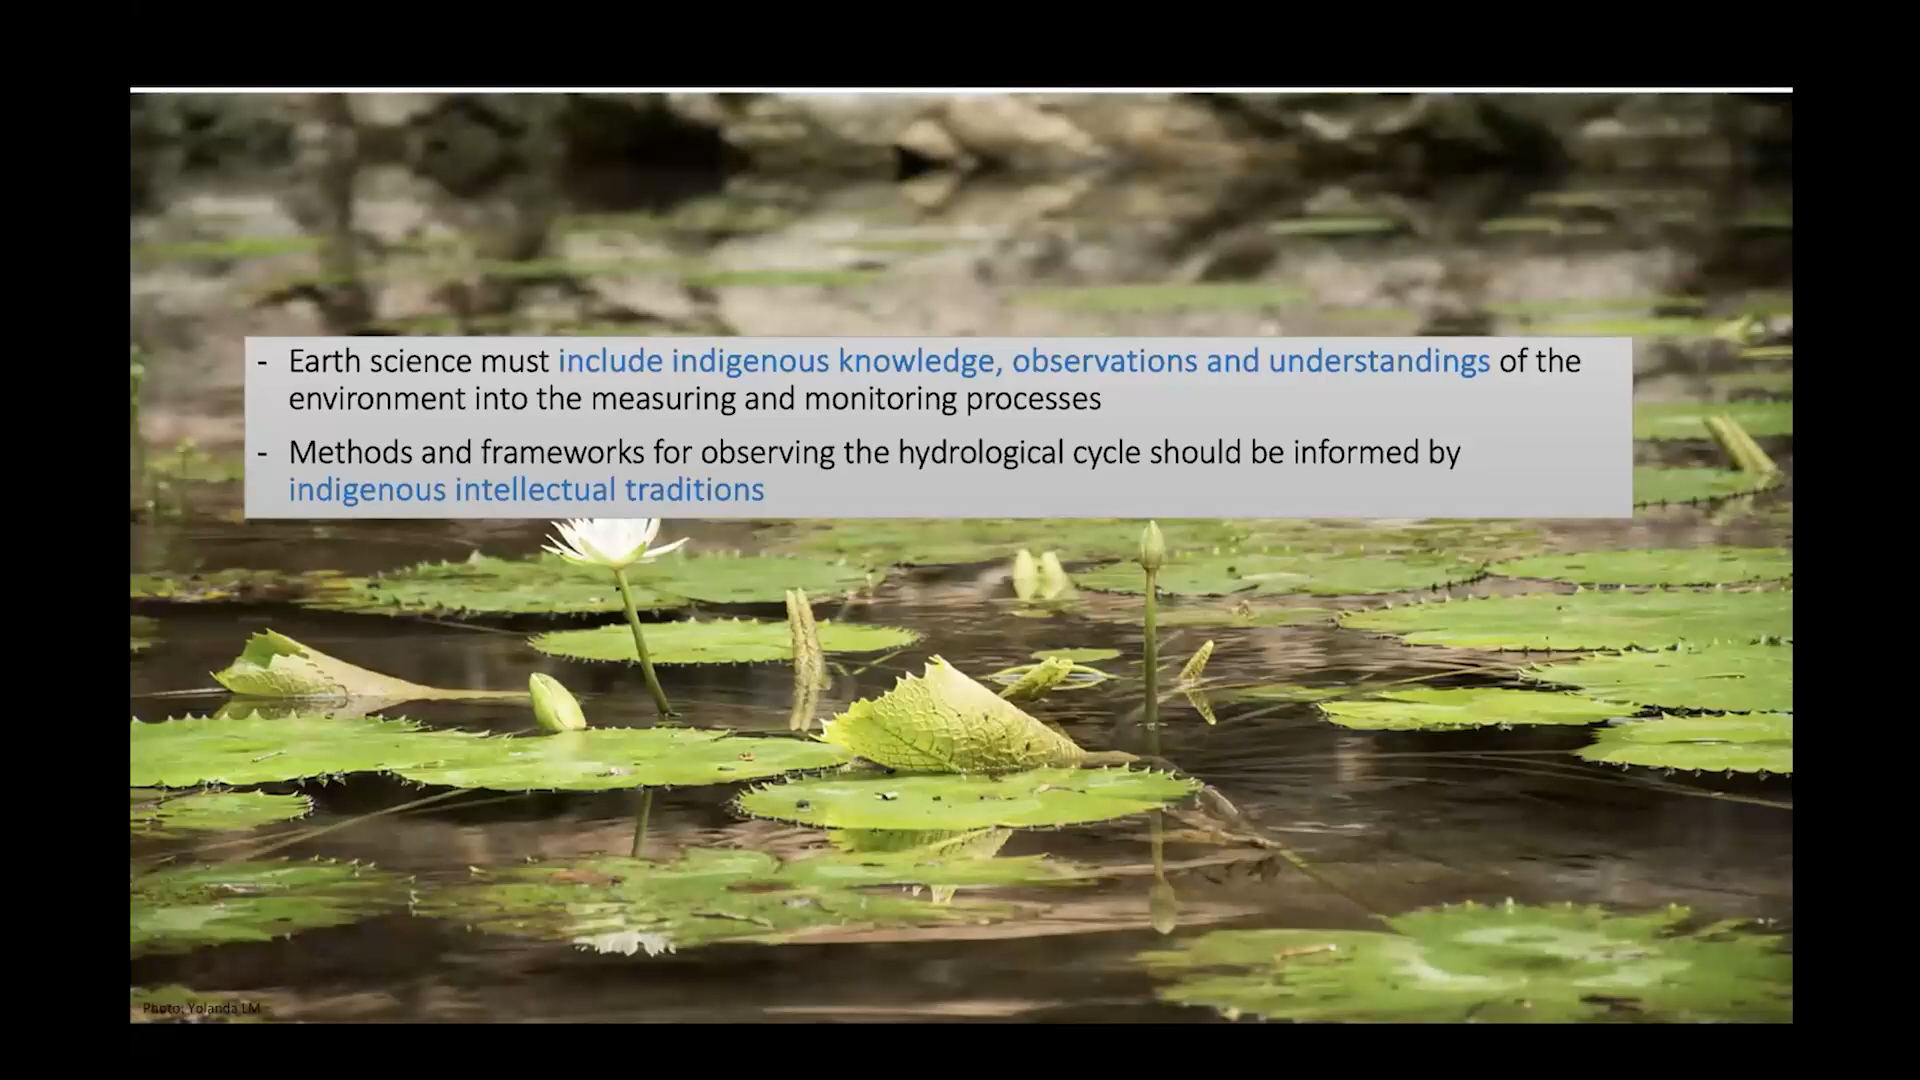 - Earth science must include indigenous knowledge, observations and understandings of the
environment into the measuring and monitoring processes
- Methods and frameworks for observing the hydrological cycle should be informed by
indigenous intellectual traditions
Photo: Yolanda LM